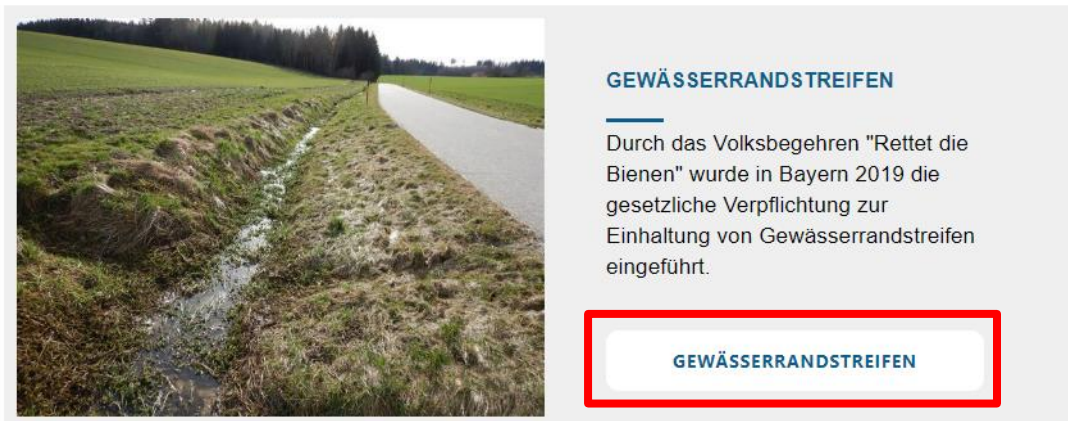 GEWÄSSERRANDSTREIFEN
Durch das Volksbegehren "Rettet die
Bienen" wurde in Bayern 2019 die
gesetzliche Verpflichtung zur
Einhaltung von Gewässerrandstreifen
eingeführt.
GEWÄSSERRANDSTREIFEN